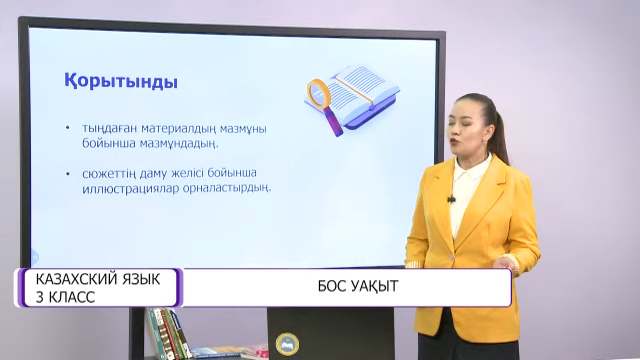 Қорытынды
• тыңдаған материалдың мазмұны
бойынша мазмұндадың.
• сюжеттің даму желісі бойынша
иллюстрациялар орналастырдың.
КАЗАХСКИЙ ЯЗЫК
3 КЛАСС
БОС УАҚЫТ